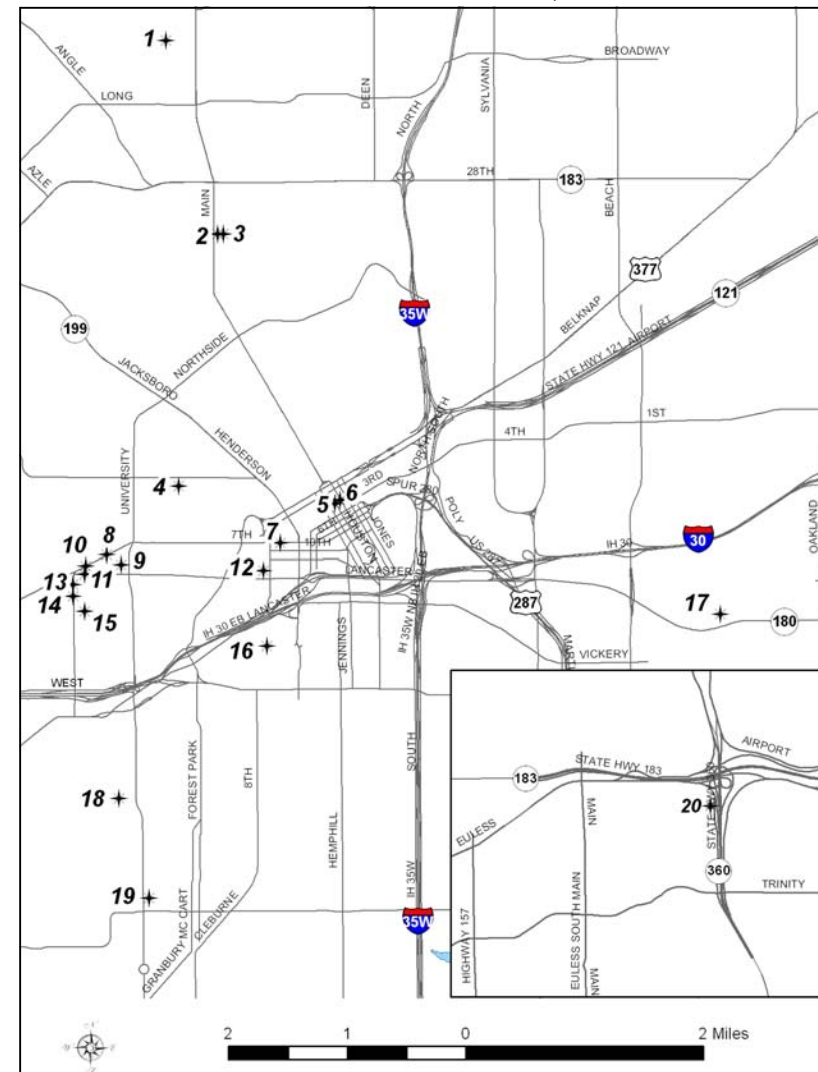 1
BROADWAY
ANGLE
LONG
DEEN
SYLVANIA
NORTH
AZLE
28TH
183
MAIN
BEACH
2
3
377
121
35W
199
BELKNAP
STATE HWY 121 AIRPORT
NORTHSIDE
JACKSBORO
HENDERSON
1ST
4TH
NORTH SOUTH
UNIVERSITY
4
3RD
SPUR 280
5
6
POLY
US 287
JONES
HOUSTON
7TH
7
10TH
IH 30
30
OAKLAND
8
10
9
11
12
LANCASTER
13
14
15
IH 30 EB LANCASTER
287
17
180
16
JENNINGS
VICKERY
WEST
FOREST PARK
8TH
SOUTH
AIRPORT
STATE HWY 183
183
18
MAIN
20
EULESS
HEMPHILL
360
19
IH 35W
TRINITY
MC CART
CLEBURNE
GRANBURY
35W
HIGHWAY 157
EULESS SOUTH MAIN
MAIN
2
1
0
2 Miles